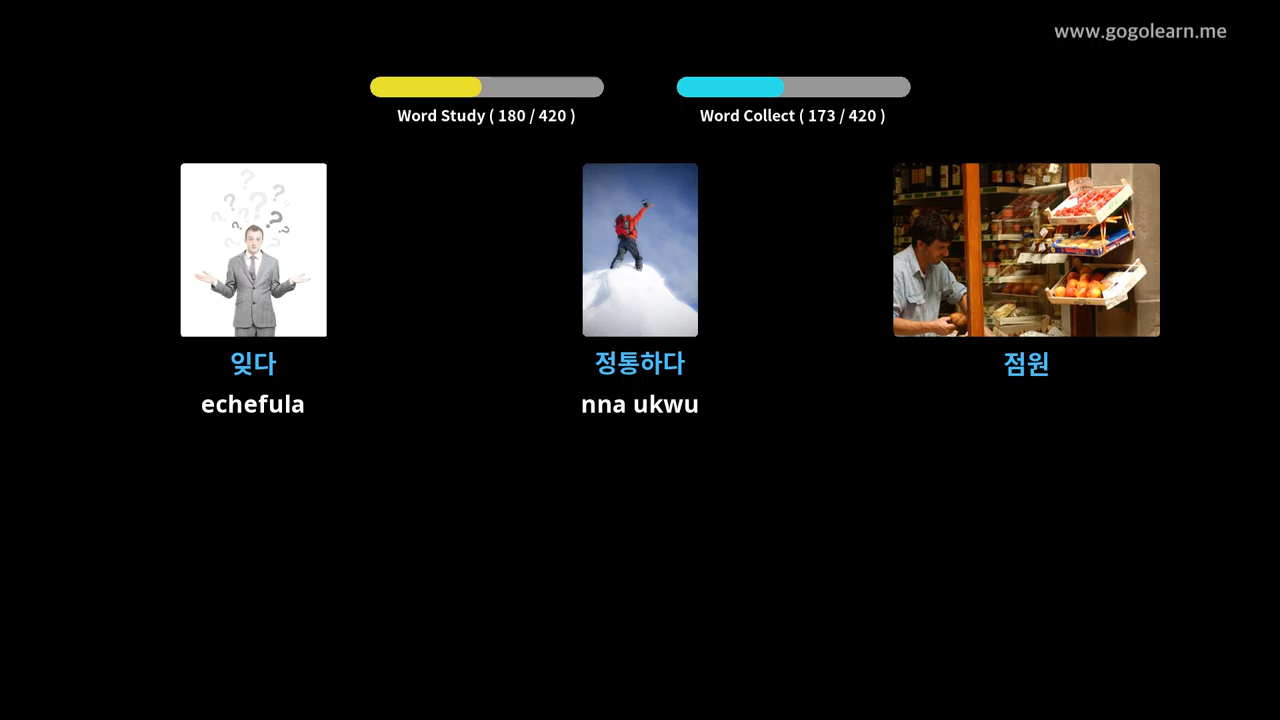 www.gogolearn.me
Word Study ( 180 / 420 )
Word Collect ( 173 / 420 )
잊다
정통하다
점원
echefula
nna ukwu